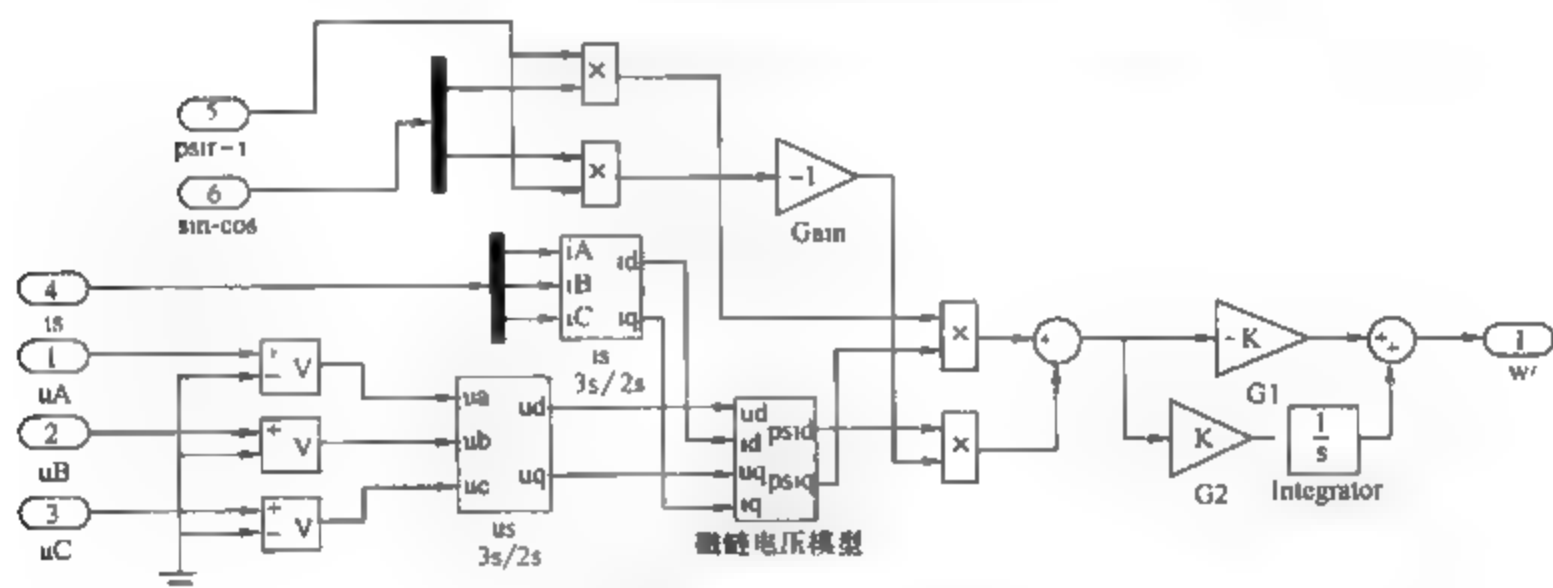 5
psir-i
6
sin-cos
×
×
-1
Gain
4
is
iA
iB
iC
id
iq
is
3s/2s
1
uA
2
uB
3
uC
+
−
V
+
−
V
+
−
V
ua
ub
uc
ud
uq
us
3s/2s
ud
id
uq
iq
psid
psiq
磁链电压模型
×
×
-K
G1
K
G2
1
s
Integrator
+
+
1